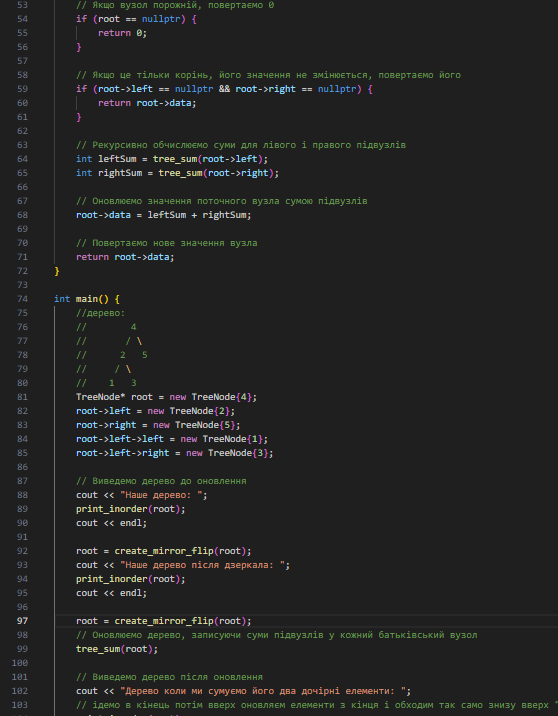 53 // Якщо вузол порожній, повертаємо 0
54 if (root == nullptr) {
55 return 0;
56 }
57
58 // Якщо це тільки корінь, його значення не змінюється, повертаємо його
59 if (root->left == nullptr && root->right == nullptr) {
60 return root->data;
61 }
62
63 // Рекурсивно обчислюємо суми для лівого і правого підвузлів
64 int leftSum = tree_sum(root->left);
65 int rightSum = tree_sum(root->right);
66
67 // Оновлюємо значення поточного вузла сумою підвузлів
68 root->data = leftSum + rightSum;
69
70 // Повертаємо нове значення вузла
71 return root->data;
72 }
73
74 int main() {
75 //дерево:
76 // 4
77 // / \
78 // 2 5
79 // / \
80 // 1 3
81 TreeNode* root = new TreeNode{4};
82 root->left = new TreeNode{2};
83 root->right = new TreeNode{5};
84 root->left->left = new TreeNode{1};
85 root->left->right = new TreeNode{3};
86
87 // Виведемо дерево до оновлення
88 cout << "Наше дерево: ";
89 print_inorder(root);
90 cout << endl;
91
92 root = create_mirror_flip(root);
93 cout << "Наше дерево після дзеркала: ";
94 print_inorder(root);
95 cout << endl;
96
97 root = create_mirror_flip(root);
98 // Оновлюємо дерево, записуючи суми підвузлів у кожний батьківський вузол
99 tree_sum(root);
100
101 // Виведемо дерево після оновлення
102 cout << "Дерево коли ми сумуємо його два дочірні елементи: ";
103 // ідемо в кінець потім вверх оновляєм елементи з кінця і обходим так само знизу вверх